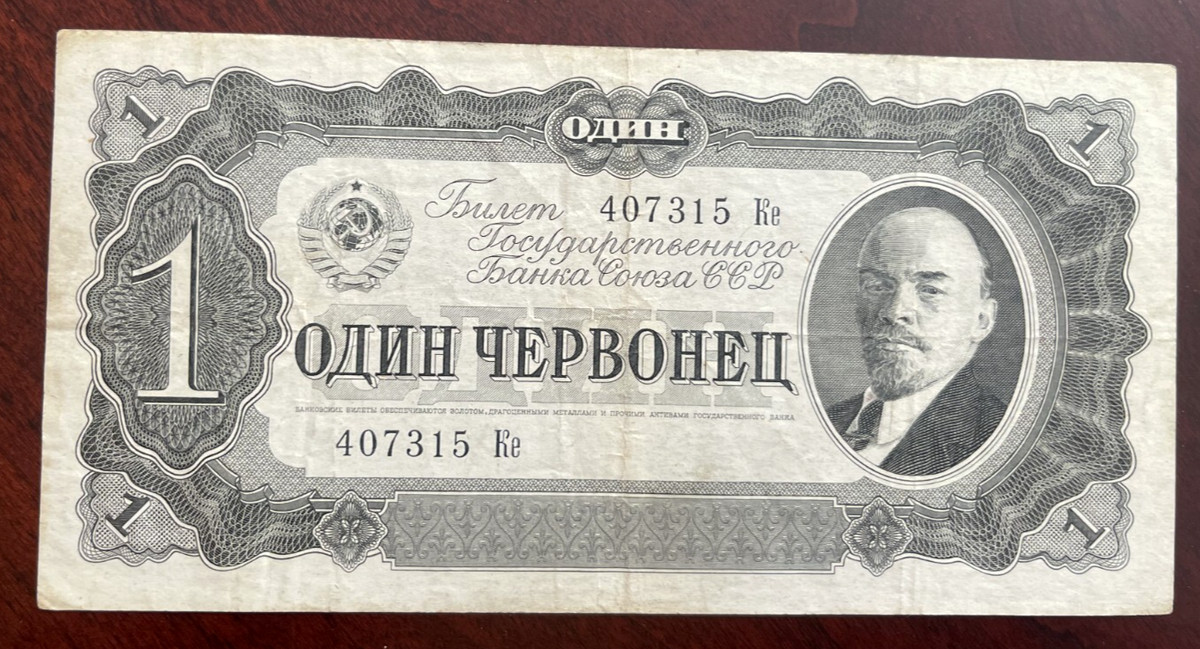 1
ОДИН
1
Билет 407315 Ке
Государственного
Банка Союза ССР
1
ОДИН
ОДИН ЧЕРВОНЕЦ
БАНКОВСКИЕ БИЛЕТЫ ОБЕСПЕЧИВАЮТСЯ ЗОЛОТОМ, ДРАГОЦЕННЫМИ МЕТАЛЛАМИ И ПРОЧИМИ АКТИВАМИ ГОСУДАРСТВЕННОГО БАНКА
407315 Ке
1
1